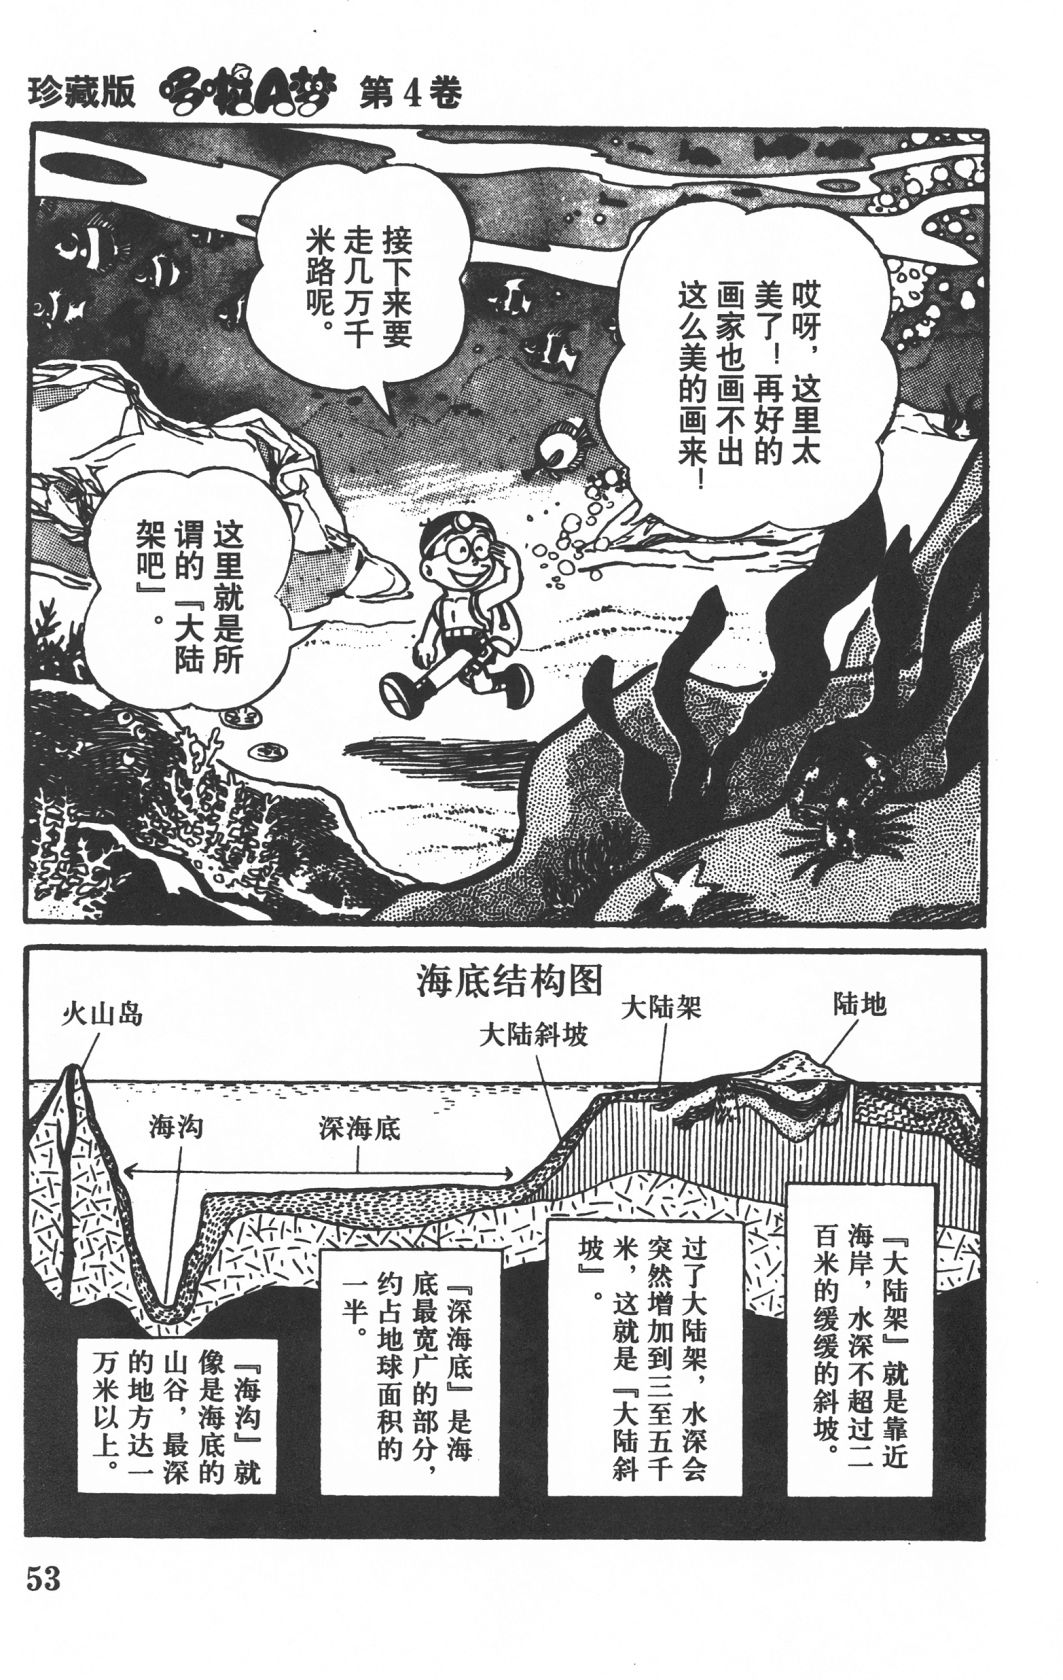 珍藏版 哆啦A梦 第4卷
哎呀，这里太
美了！再好的
画家也画不出
这么美的画来！
接下来要
走几万千
米路呢。
这里就是所
谓的『大陆
架吧』。
海底结构图
火山岛
大陆斜坡
大陆架
陆地
海沟
深海底
『大陆架』就是靠近
海岸，水深不超过二
百米的缓缓的斜坡。
过了大陆架，水深会
突然增加到三至五千
米，这就是『大陆斜
坡』。
『深海底』是海
底最宽广的部分，
约占地球面积的
一半。
『海沟』就
像是海底的
山谷，最深
的地方达一
万米以上。
53